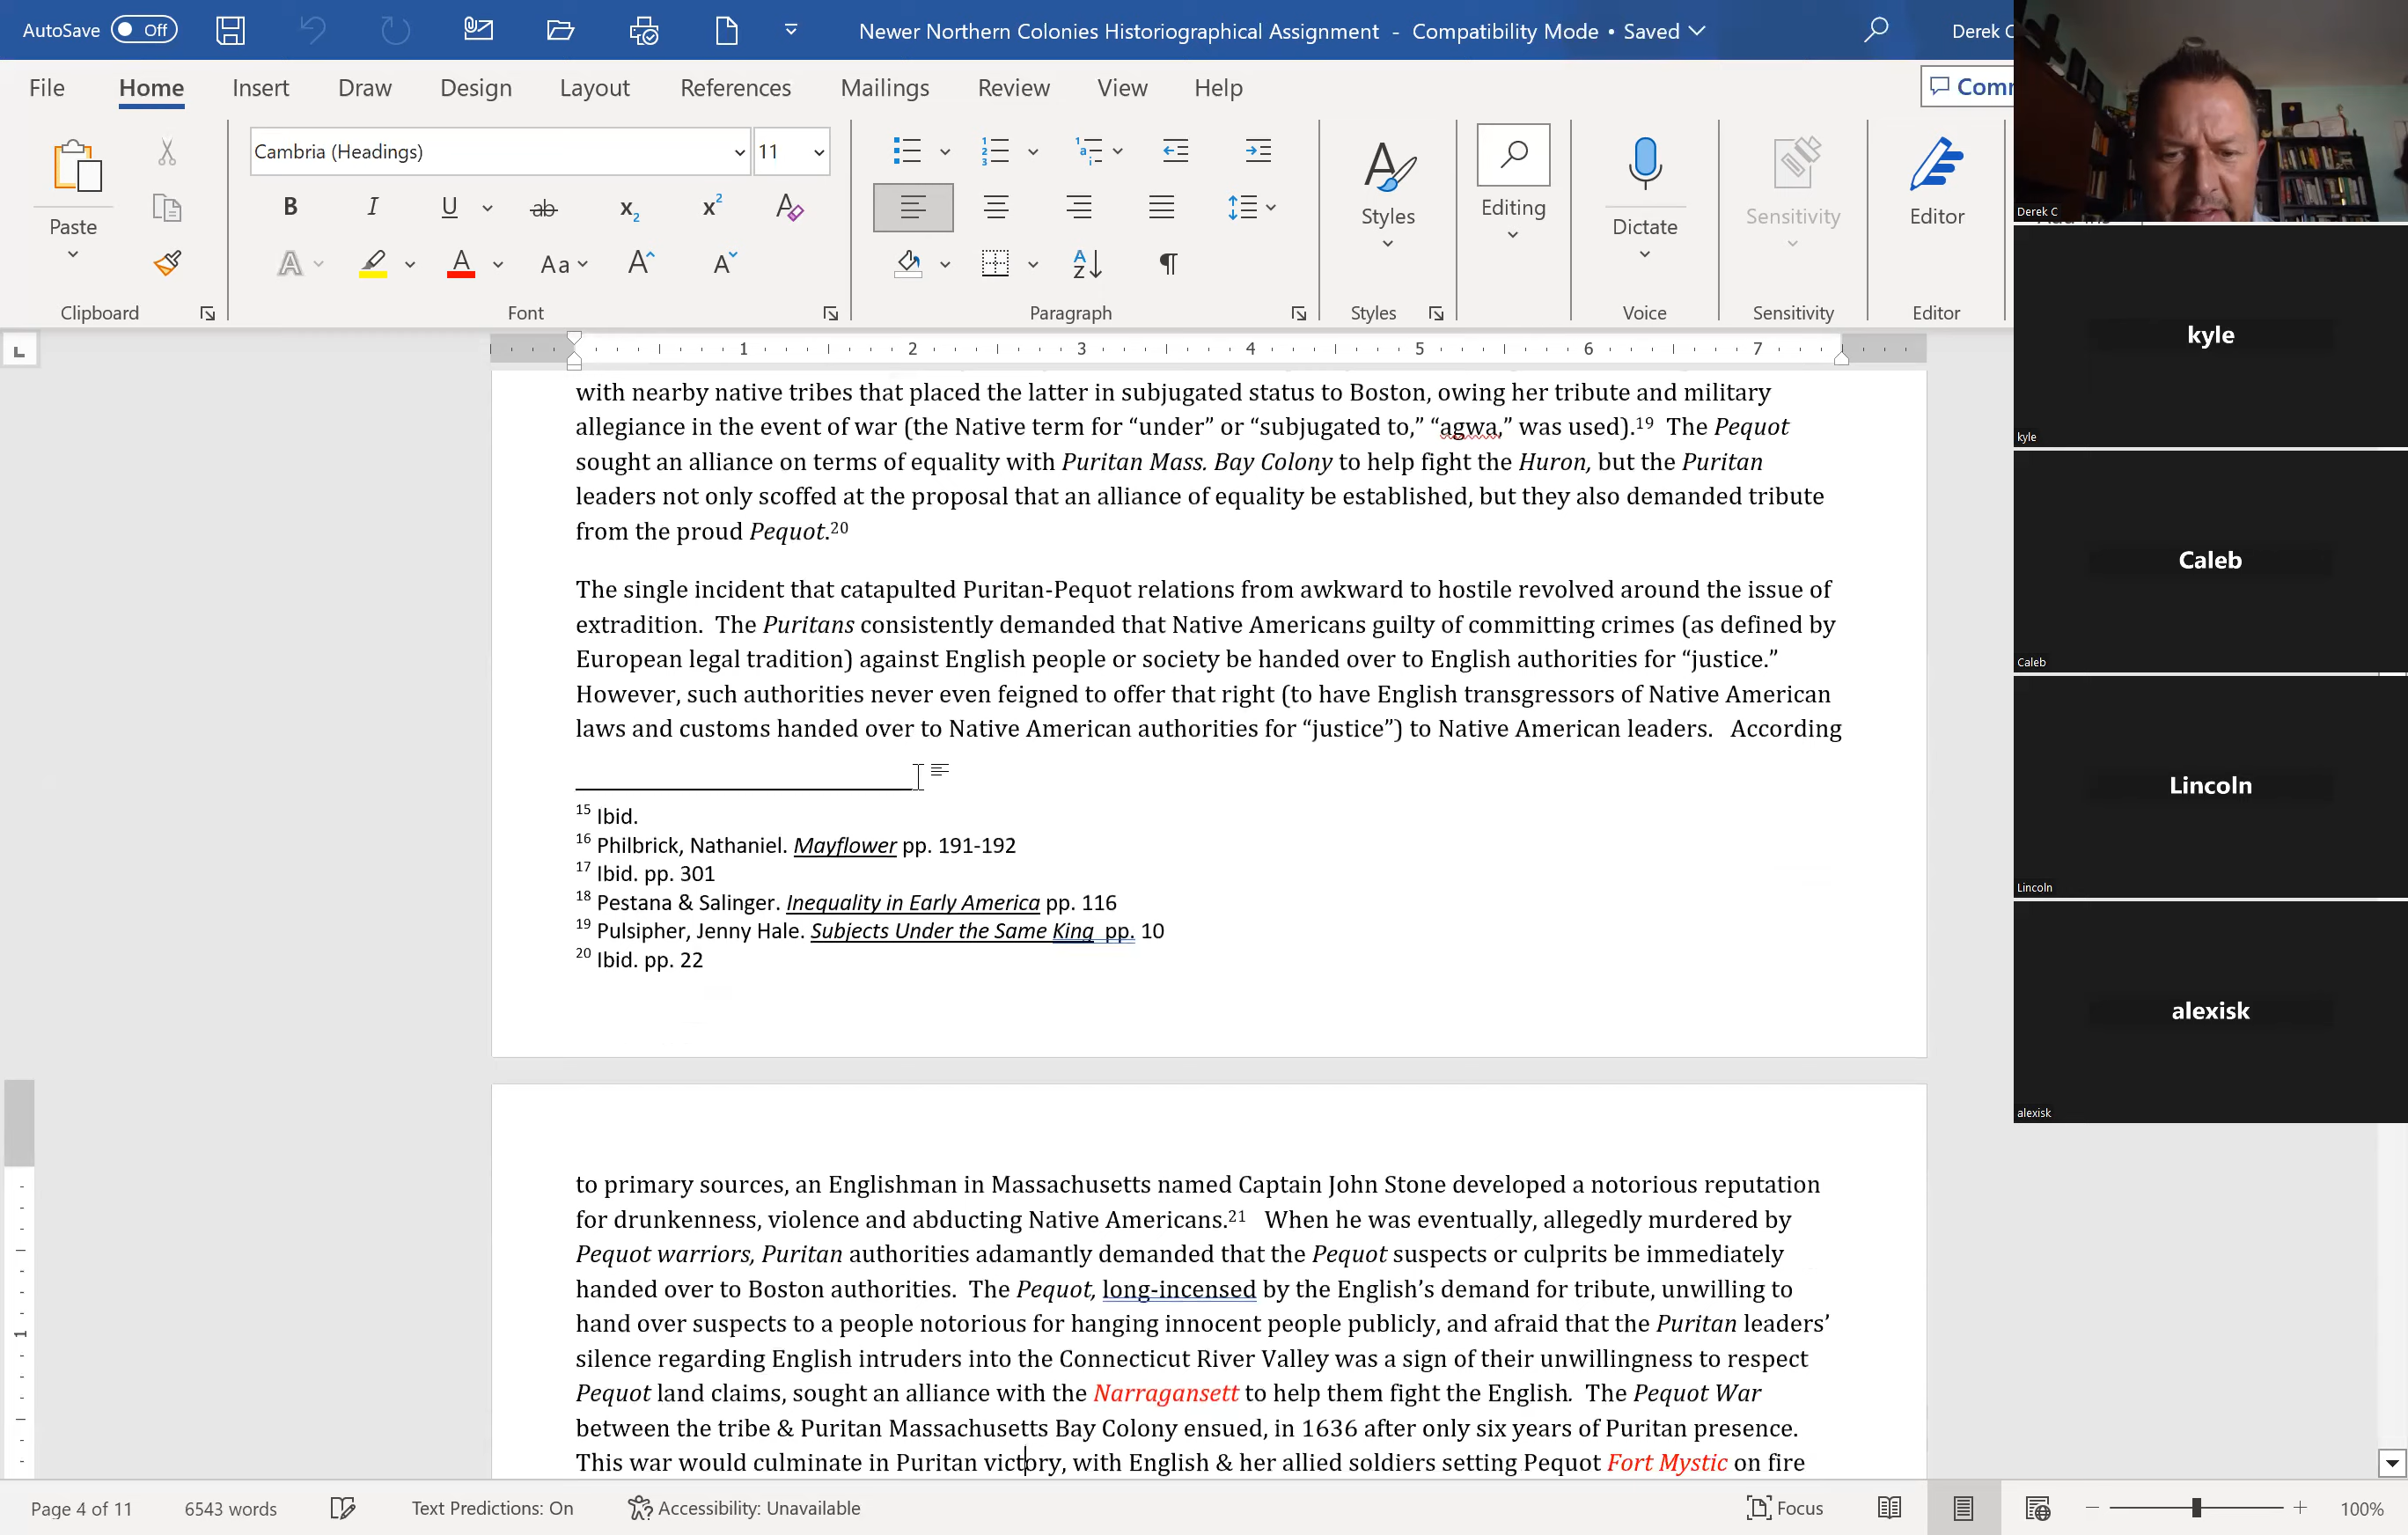 AutoSave Off Newer Northern Colonies Historiographical Assignment - Compatibility Mode • Saved Derek C
File Home Insert Draw Design Layout References Mailings Review View Help
Cambria (Headings) 11
Paste
B I U ab x2 x2
Aa A A
Styles Editing Dictate Sensitivity Editor
Clipboard Font Paragraph Styles Voice Sensitivity Editor
1 2 3 4 5 6 7
with nearby native tribes that placed the latter in subjugated status to Boston, owing her tribute and military
allegiance in the event of war (the Native term for “under” or “subjugated to,” “agwa,” was used).19 The Pequot
sought an alliance on terms of equality with Puritan Mass. Bay Colony to help fight the Huron, but the Puritan
leaders not only scoffed at the proposal that an alliance of equality be established, but they also demanded tribute
from the proud Pequot.20
The single incident that catapulted Puritan-Pequot relations from awkward to hostile revolved around the issue of
extradition. The Puritans consistently demanded that Native Americans guilty of committing crimes (as defined by
European legal tradition) against English people or society be handed over to English authorities for “justice.”
However, such authorities never even feigned to offer that right (to have English transgressors of Native American
laws and customs handed over to Native American authorities for “justice”) to Native American leaders. According
15 Ibid.
16 Philbrick, Nathaniel. Mayflower pp. 191-192
17 Ibid. pp. 301
18 Pestana & Salinger. Inequality in Early America pp. 116
19 Pulsipher, Jenny Hale. Subjects Under the Same King pp. 10
20 Ibid. pp. 22
to primary sources, an Englishman in Massachusetts named Captain John Stone developed a notorious reputation
for drunkenness, violence and abducting Native Americans.21 When he was eventually, allegedly murdered by
Pequot warriors, Puritan authorities adamantly demanded that the Pequot suspects or culprits be immediately
handed over to Boston authorities. The Pequot, long-incensed by the English’s demand for tribute, unwilling to
hand over suspects to a people notorious for hanging innocent people publicly, and afraid that the Puritan leaders’
silence regarding English intruders into the Connecticut River Valley was a sign of their unwillingness to respect
Pequot land claims, sought an alliance with the Narragansett to help them fight the English. The Pequot War
between the tribe & Puritan Massachusetts Bay Colony ensued, in 1636 after only six years of Puritan presence.
This war would culminate in Puritan victory, with English & her allied soldiers setting Pequot Fort Mystic on fire
Page 4 of 11 6543 words Text Predictions: On Accessibility: Unavailable Focus 100%
Derek C
kyle
kyle
Caleb
Caleb
Lincoln
Lincoln
alexisk
alexisk